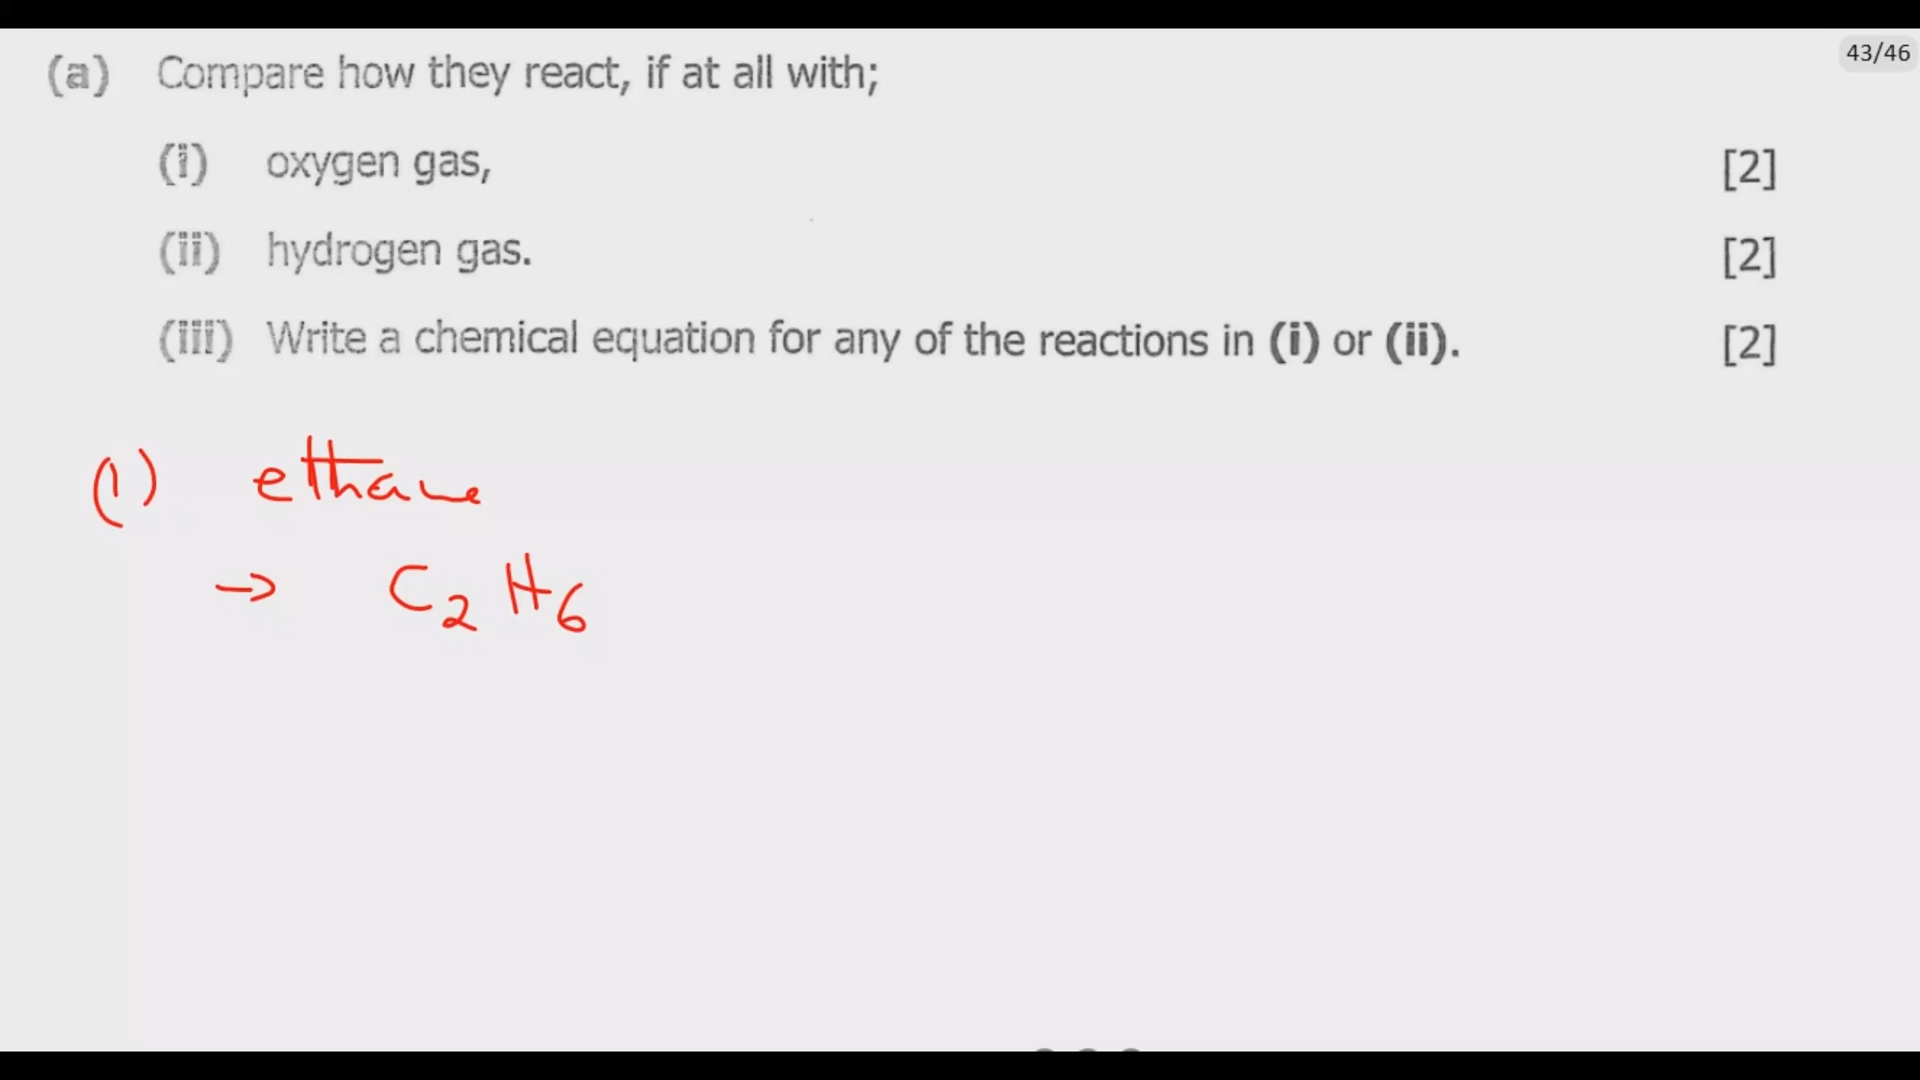 43/46
(a) Compare how they react, if at all with;
(i) oxygen gas, [2]
(ii) hydrogen gas. [2]
(iii) Write a chemical equation for any of the reactions in (i) or (ii). [2]
(1) ethane
→ C₂H₆